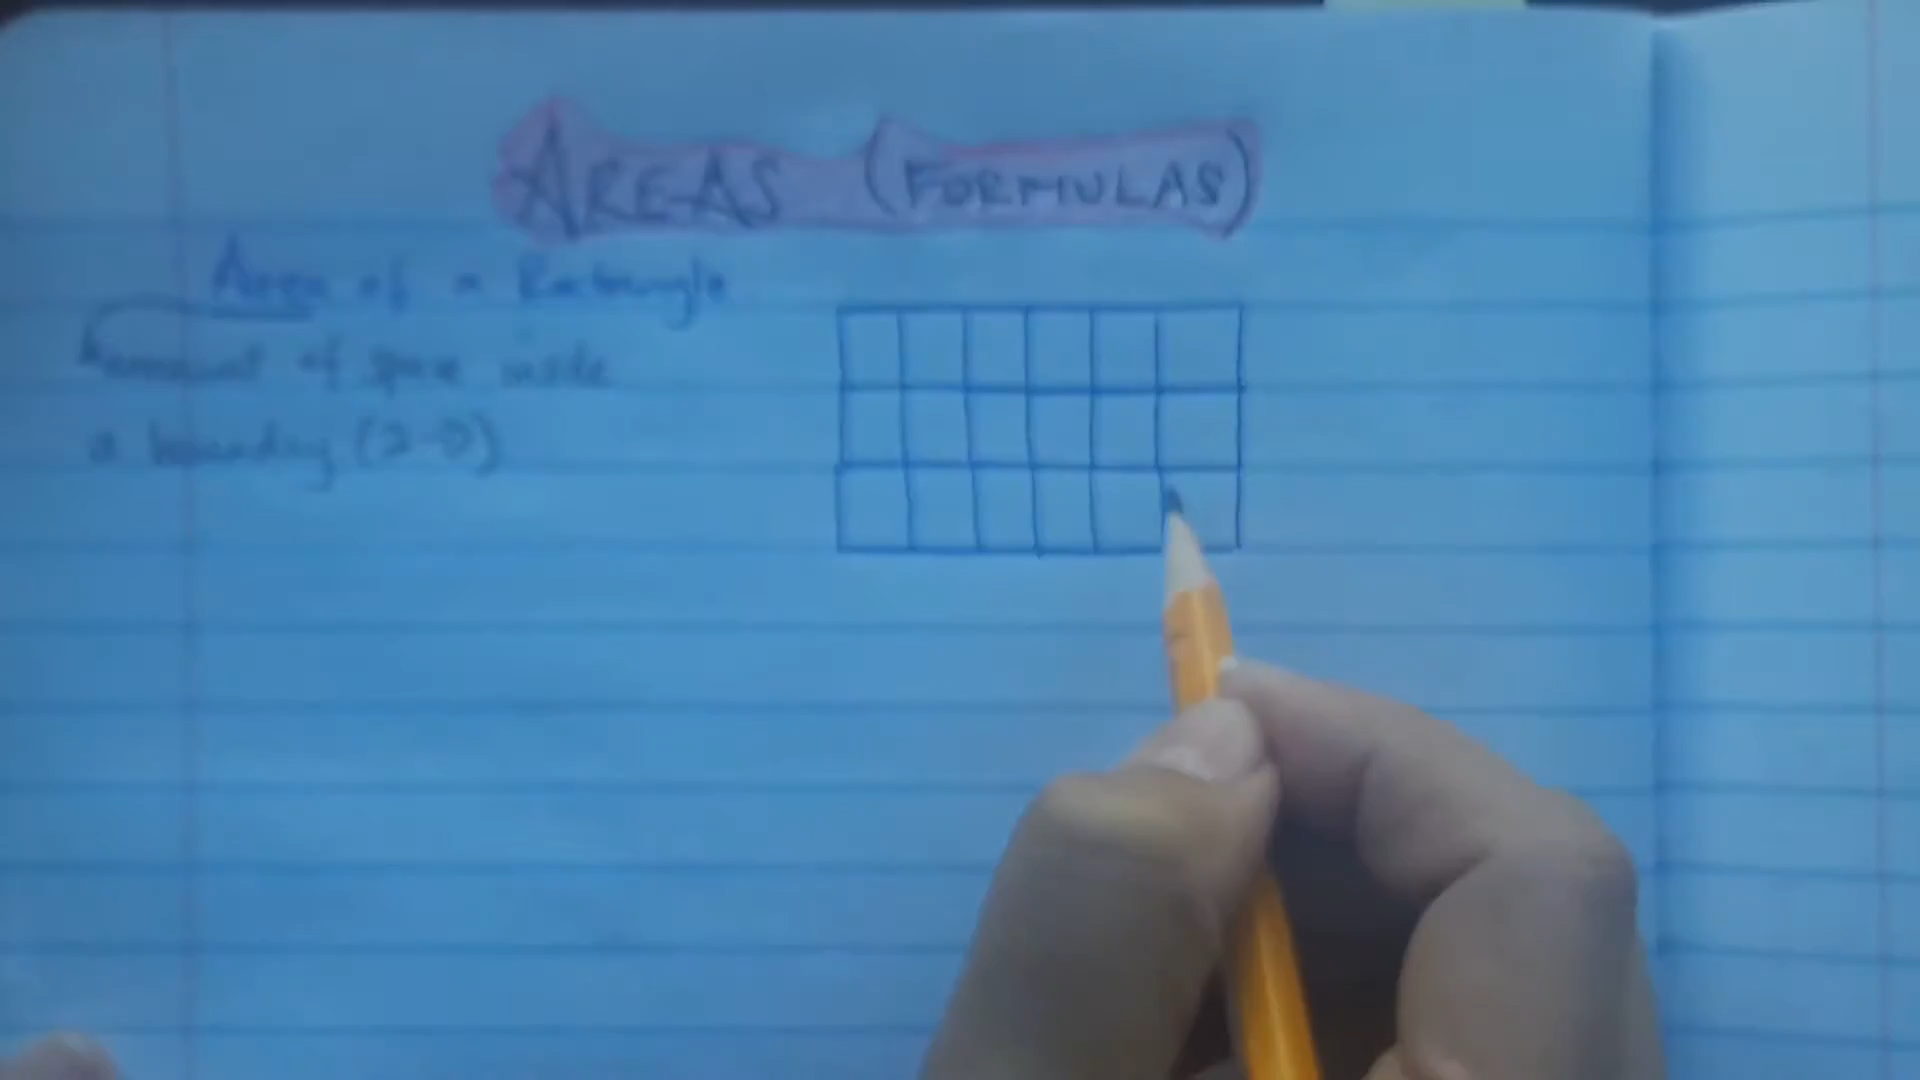 AREAS (FORMULAS)
Area of a Rectangle
amount of space inside
a boundary (2-D)